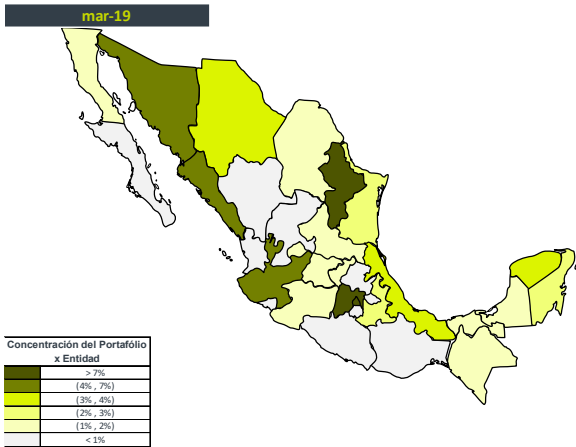 mar-19
Concentración del Portafólio
x Entidad
> 7%
(4% , 7%)
(3% , 4%)
(2% , 3%)
(1% , 2%)
< 1%